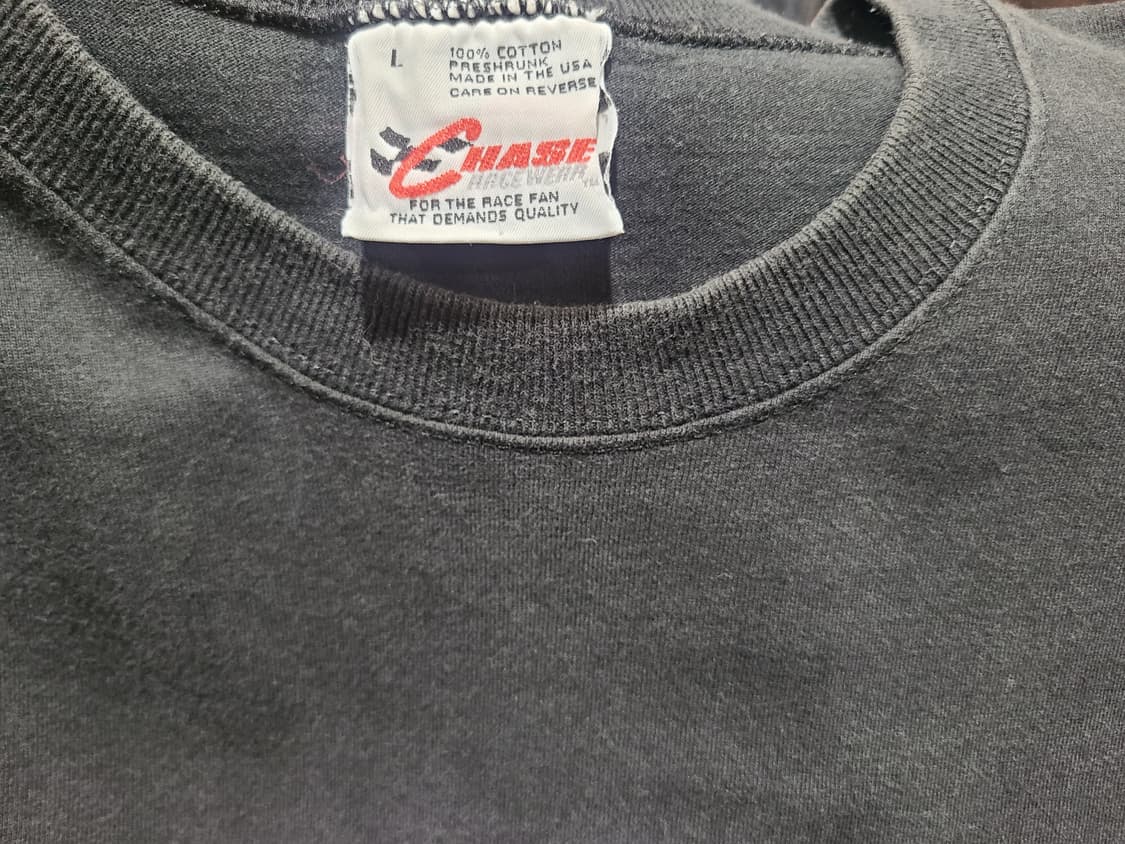 L 100% COTTON
PRESHRUNK
MADE IN THE USA
CARE ON REVERSE
CHASE
RACEWEAR TM
FOR THE RACE FAN
THAT DEMANDS QUALITY